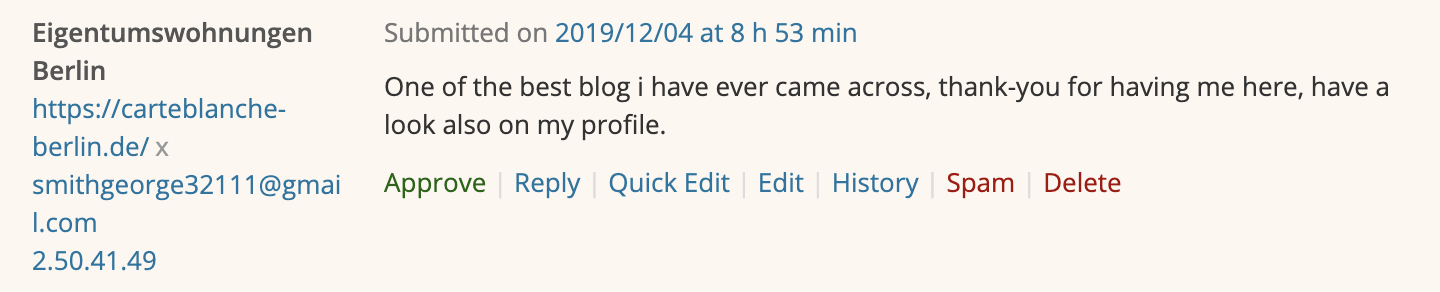 Eigentumswohnungen
Berlin
https://carteblanche-
berlin.de/ x
smithgeorge32111@gmai
l.com
2.50.41.49
Submitted on 2019/12/04 at 8 h 53 min
One of the best blog i have ever came across, thank-you for having me here, have a
look also on my profile.
Approve | Reply | Quick Edit | Edit | History | Spam | Delete